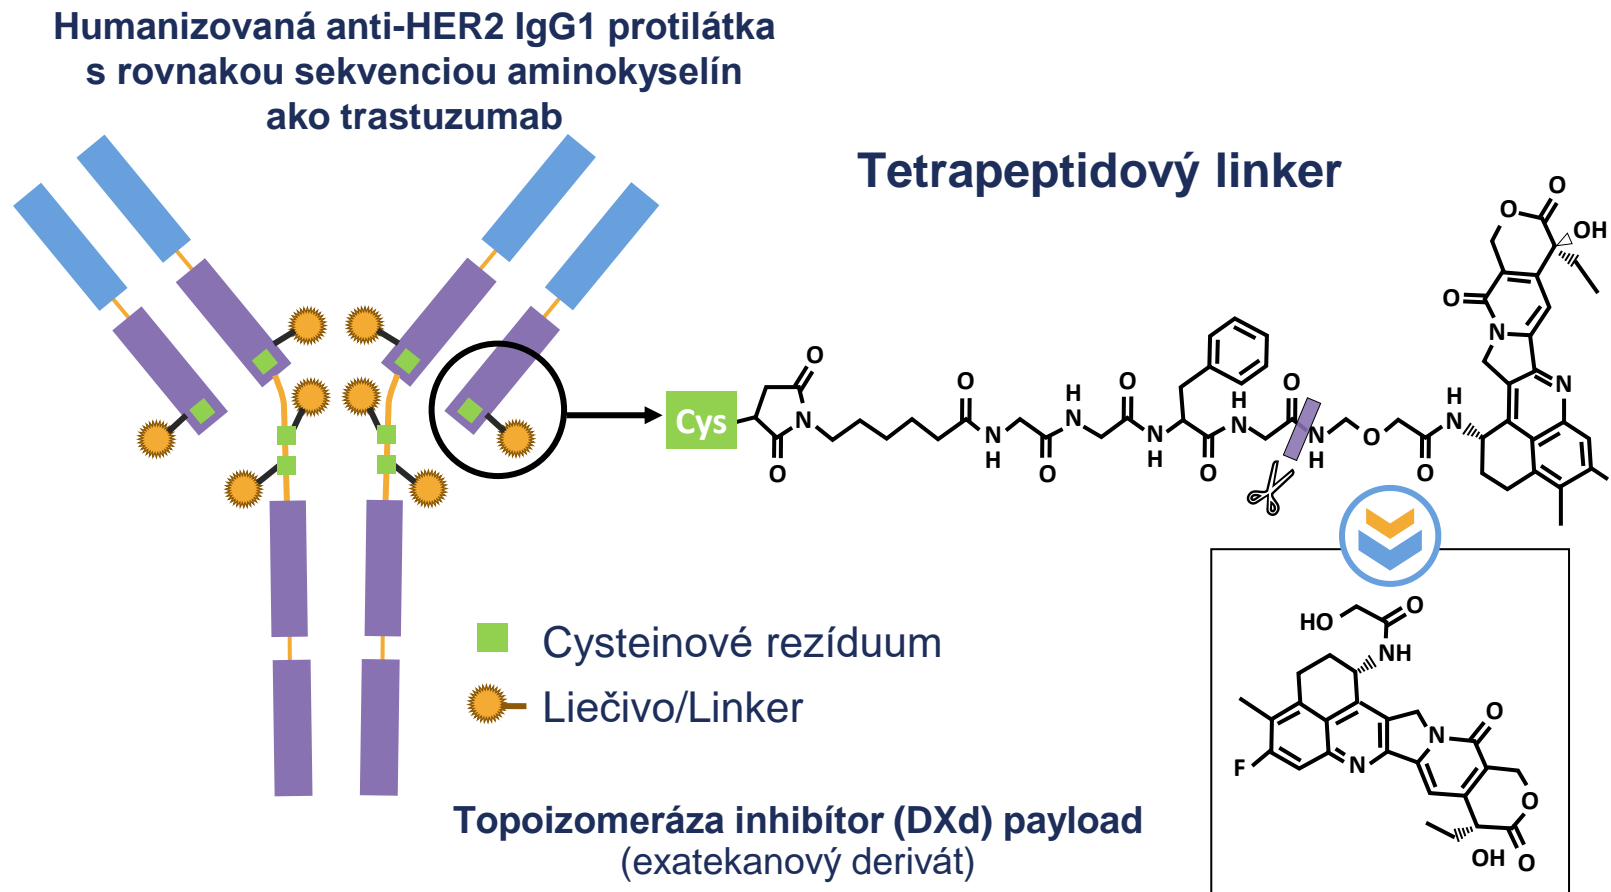 Humanizovaná anti-HER2 IgG1 protilátka
s rovnakou sekvenciou aminokyselín
ako trastuzumab
Tetrapeptidový linker
O
O
OH
O
N
N
Cys
O
N
O
O
N
H
O
H
N
O
N
H
O
H
N
O
N
H
O
O
H
N
Cysteinové rezíduum
Liečivo/Linker
HO
O
NH
N
O
F
N
O
O
OH
Topoizomeráza inhibítor (DXd) payload
(exatekanový derivát)